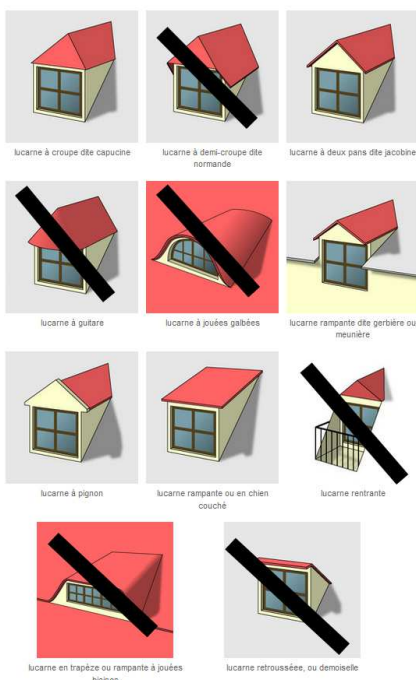 lucarne à croupe dite capucine
lucarne à demi-croupe dite
normande
lucarne à deux pans dite jacobine
lucarne à guitare
lucarne à jouées galbées
lucarne rampante dite gerbière ou
meunière
lucarne à pignon
lucarne rampante ou en chien
couché
lucarne rentrante
lucarne en trapèze ou rampante à jouées
lucarne retrousséee, ou demoiselle